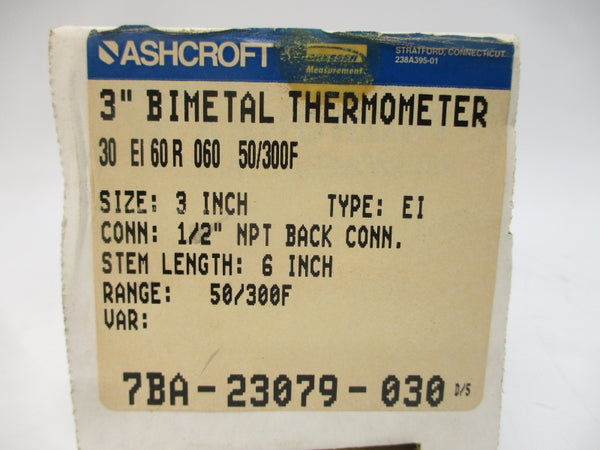 ASHCROFT
Measurement
STRATFORD, CONNECTICUT
238A395-01
3" BIMETAL THERMOMETER
30 EI 60 R 060 50/300F
SIZE: 3 INCH TYPE: EI
CONN: 1/2" NPT BACK CONN.
STEM LENGTH: 6 INCH
RANGE: 50/300F
VAR:
7BA-23079-030 D/S